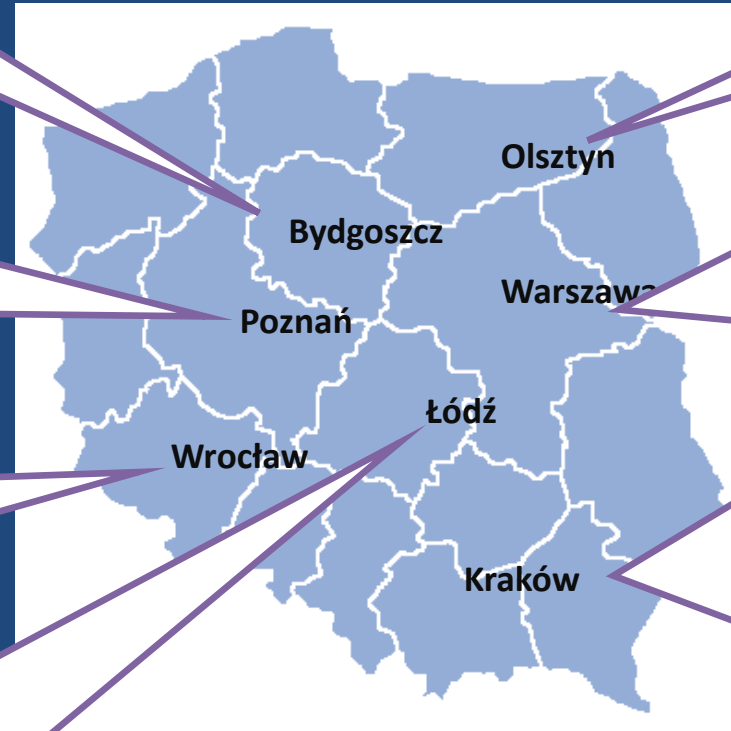 Olsztyn
Bydgoszcz
Warszawa
Poznań
Łódź
Wrocław
Kraków